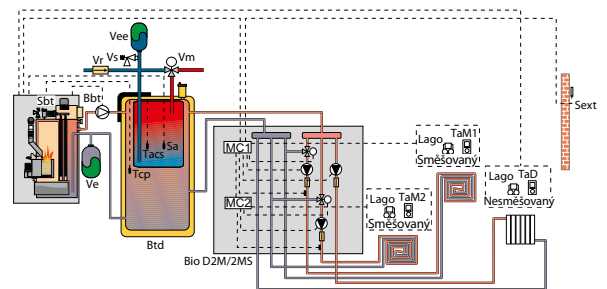 Vee
Vs
Vr
Vm
Sbt
Bbt
Sa
Tacs
Tcp
Ve
Btd
Bio D2M/2MS
MC1
MC2
Lago TaM1
Směšovaný
Lago TaM2
Směšovaný
Lago TaD
Nesměšovaný
Sext